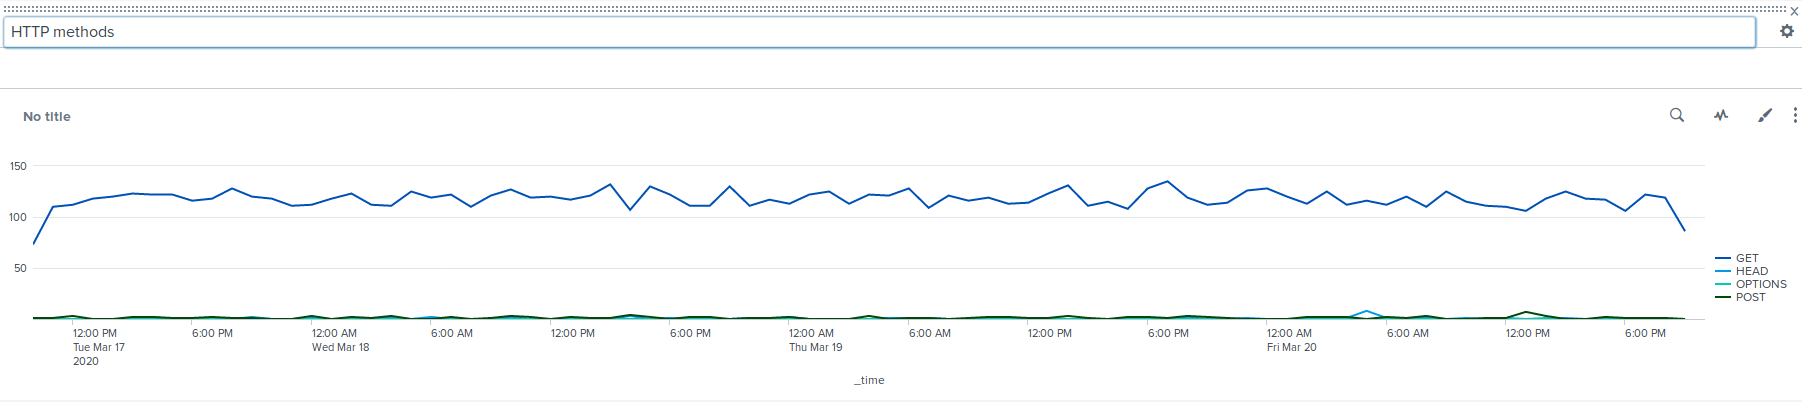 HTTP methods
No title
150
100
50
GET
HEAD
OPTIONS
POST
12:00 PM 6:00 PM 12:00 AM 6:00 AM 12:00 PM 6:00 PM 12:00 AM 6:00 AM 12:00 PM 6:00 PM 12:00 AM 6:00 AM 12:00 PM 6:00 PM
Tue Mar 17 Wed Mar 18 Thu Mar 19 Fri Mar 20
2020
_time